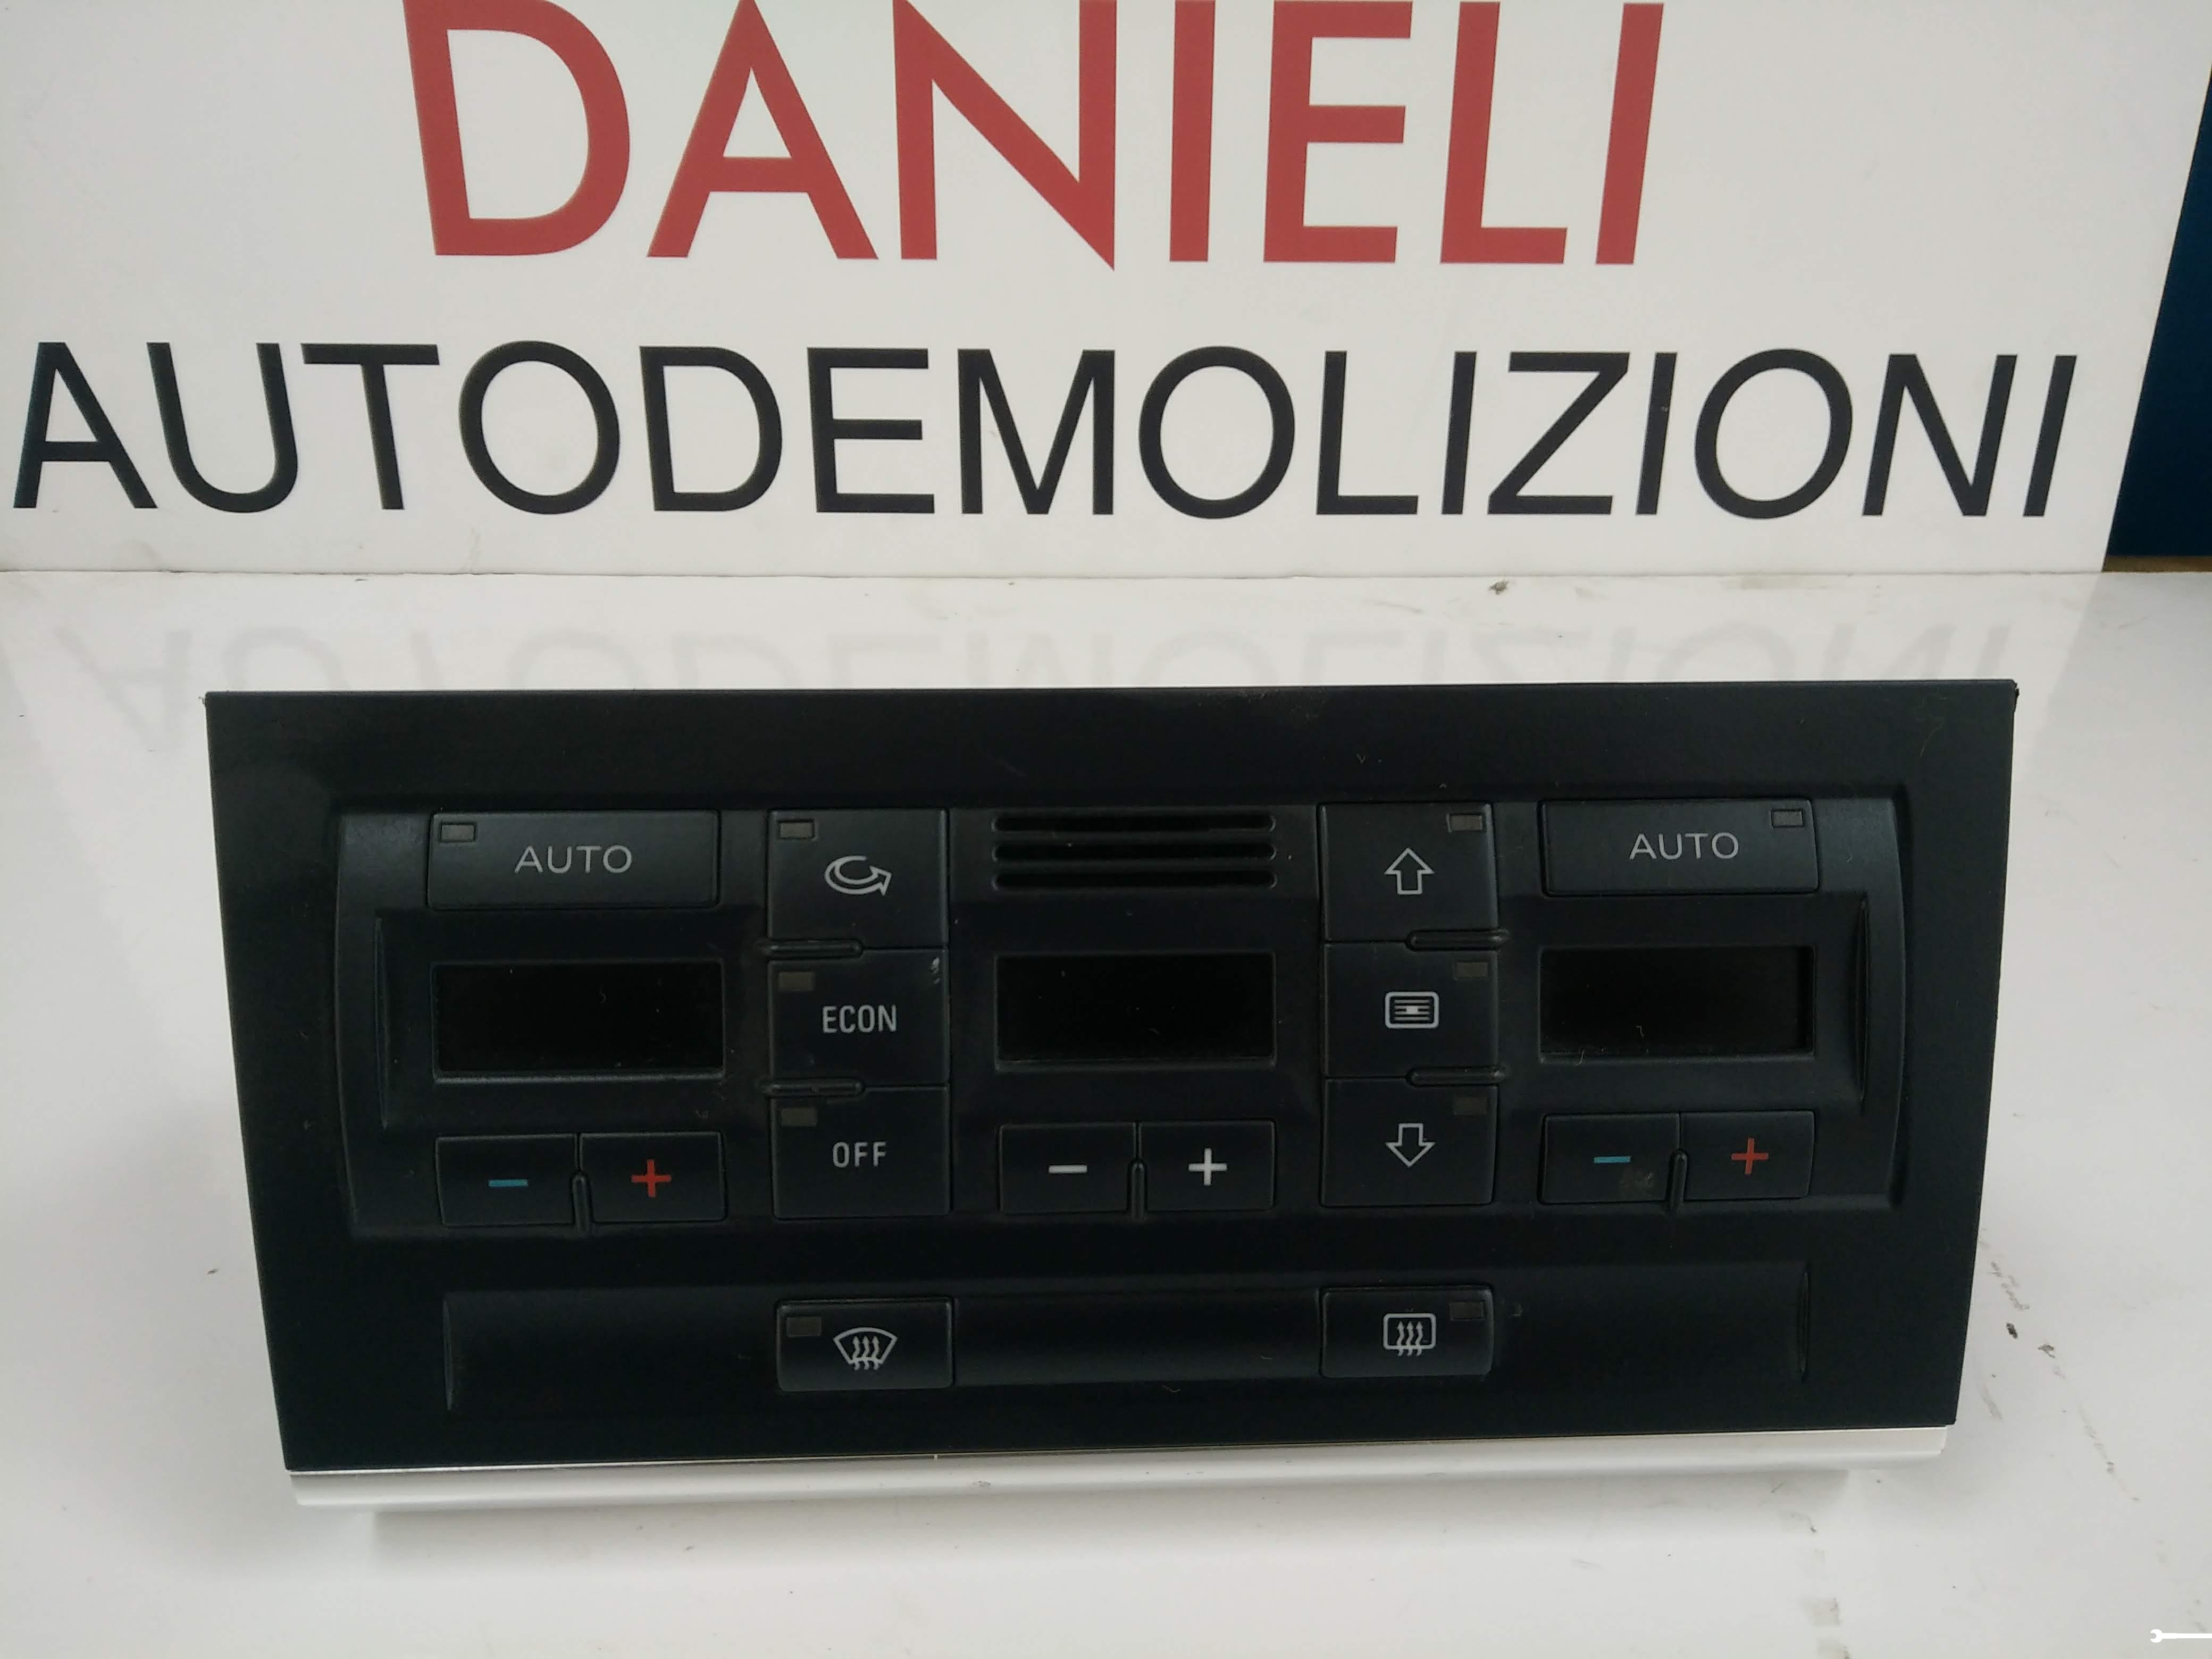 DANIELI
AUTODEMOLIZIONI
AUTO AUTO
ECON
OFF
- + - + - +